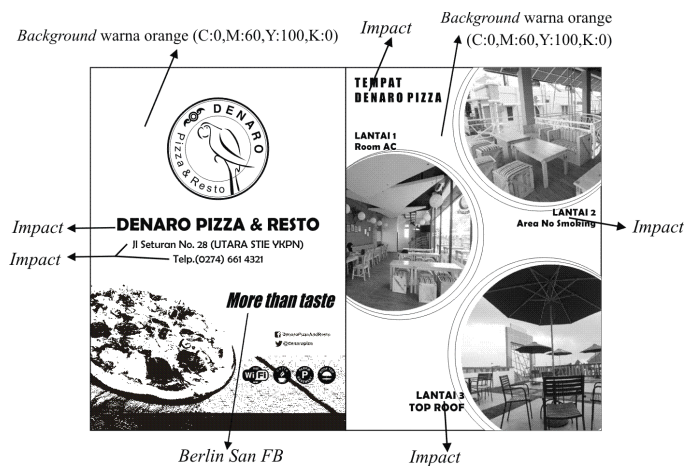 Background warna orange (C:0,M:60,Y:100,K:0)
Impact
Background warna orange
(C:0,M:60,Y:100,K:0)
DENARO
Pizza & Resto
Impact
DENARO PIZZA & RESTO
Impact
Jl Seturan No. 28 (UTARA STIE YKPN)
Telp.(0274) 661 4321
More than taste
DenaroPizzaAndResto
@Denaropizza
Wi Fi
P
Berlin San FB
TEMPAT
DENARO PIZZA
LANTAI 1
Room AC
LANTAI 2
Area No Smoking
Impact
LANTAI 3
TOP ROOF
Impact